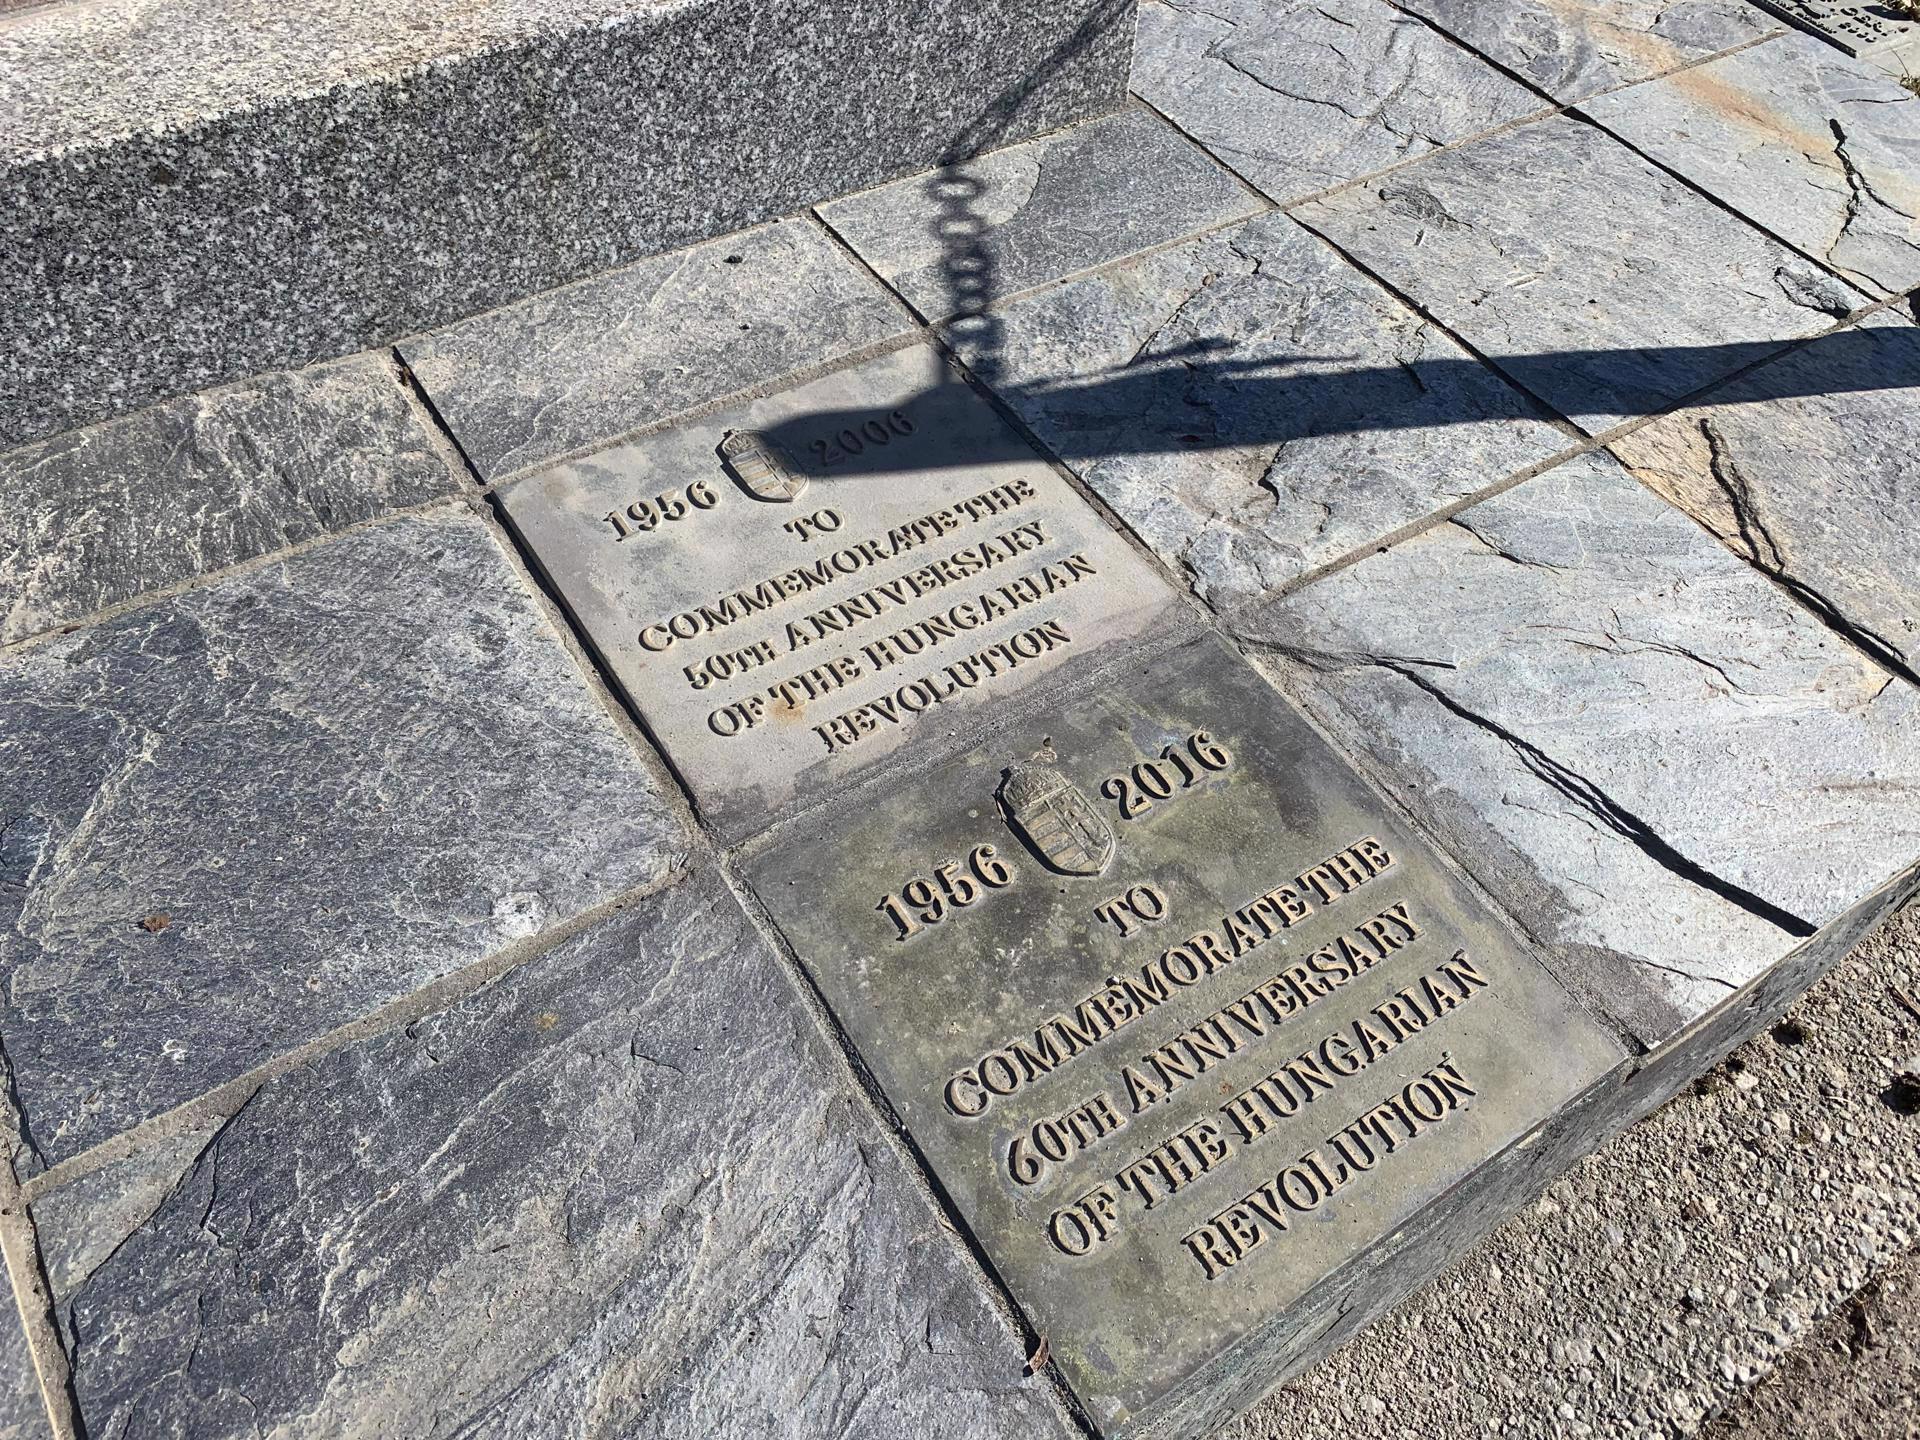 1956 2006
TO
COMMEMORATE THE
50TH ANNIVERSARY
OF THE HUNGARIAN
REVOLUTION
1956 2016
TO
COMMEMORATE THE
60TH ANNIVERSARY
OF THE HUNGARIAN
REVOLUTION